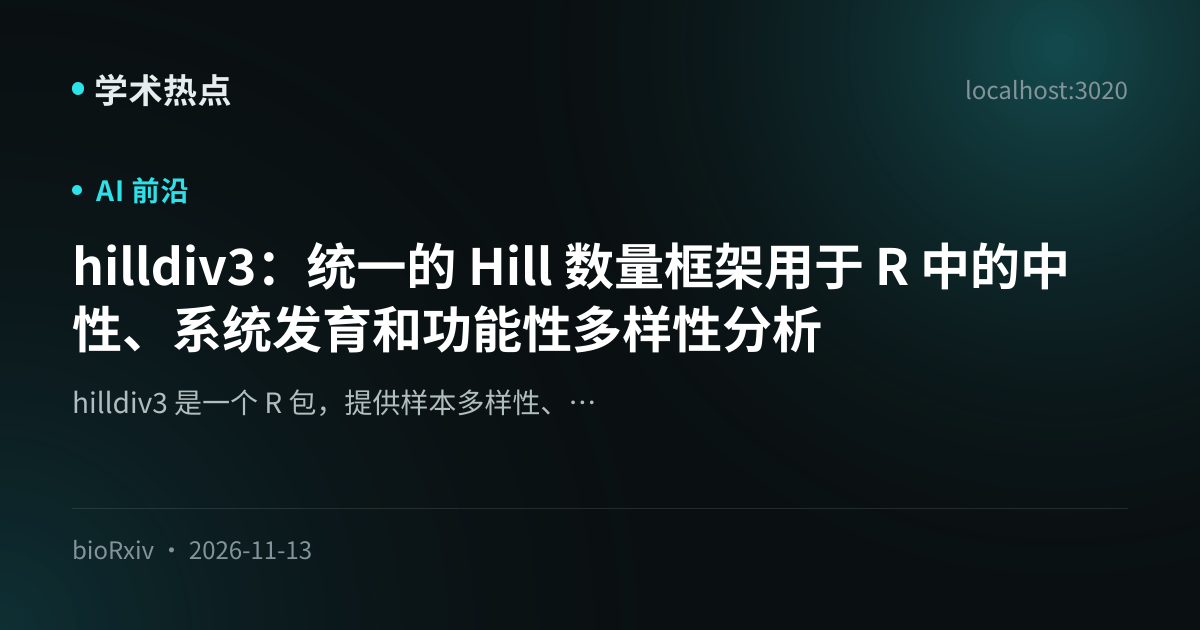 学术热点
localhost:3020
AI 前沿
hilldiv3：统一的 Hill 数量框架用于 R 中的中
性、系统发育和功能性多样性分析
hilldiv3 是一个 R 包，提供样本多样性、…
bioRxiv · 2026-11-13